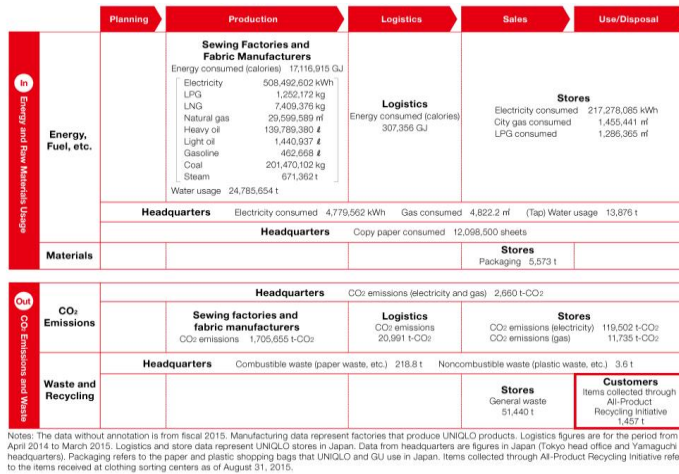 Planning
Production
Logistics
Sales
Use/Disposal
In
Energy and Raw Materials Usage
Energy,
Fuel, etc.
Sewing Factories and
Fabric Manufacturers
Energy consumed (calories) 17,116,915 GJ
Electricity 508,492,602 kWh
LPG 1,252,172 kg
LNG 7,409,376 kg
Natural gas 29,599,589 ㎥
Heavy oil 139,789,380 ℓ
Light oil 1,440,937 ℓ
Gasoline 462,668 ℓ
Coal 201,470,102 kg
Steam 671,362 t
Water usage 24,785,654 t
Logistics
Energy consumed (calories)
307,356 GJ
Stores
Electricity consumed 217,278,085 kWh
City gas consumed 1,455,441 ㎥
LPG consumed 1,286,365 ㎥
Headquarters Electricity consumed 4,779,562 kWh Gas consumed 4,822.2 ㎥ (Tap) Water usage 13,876 t
Headquarters Copy paper consumed 12,098,500 sheets
Materials
Stores
Packaging 5,573 t
Out
CO₂ Emissions and Waste
CO₂
Emissions
Headquarters CO₂ emissions (electricity and gas) 2,660 t-CO₂
Sewing factories and
fabric manufacturers
CO₂ emissions 1,705,655 t-CO₂
Logistics
CO₂ emissions
20,991 t-CO₂
Stores
CO₂ emissions (electricity) 119,502 t-CO₂
CO₂ emissions (gas) 11,735 t-CO₂
Waste and
Recycling
Headquarters Combustible waste (paper waste, etc.) 218.8 t Noncombustible waste (plastic waste, etc.) 3.6 t
Stores
General waste
51,440 t
Customers
Items collected through
All-Product
Recycling Initiative
1,457 t
Notes: The data without annotation is from fiscal 2015. Manufacturing data represent factories that produce UNIQLO products. Logistics figures are for the period from
April 2014 to March 2015. Logistics and store data represent UNIQLO stores in Japan. Data from headquarters are figures in Japan (Tokyo head office and Yamaguchi
headquarters). Packaging refers to the paper and plastic shopping bags that UNIQLO and GU use in Japan. Items collected through All-Product Recycling Initiative refe
to the items received at clothing sorting centers as of August 31, 2015.